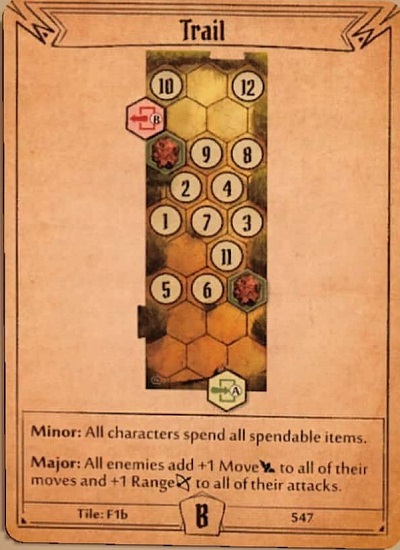 Trail
10 12
B
9 8
2 4
1 7 3
11
5 6
A
Minor: All characters spend all spendable items.
Major: All enemies add +1 Move to all of their
moves and +1 Range to all of their attacks.
Tile: F1b B 547